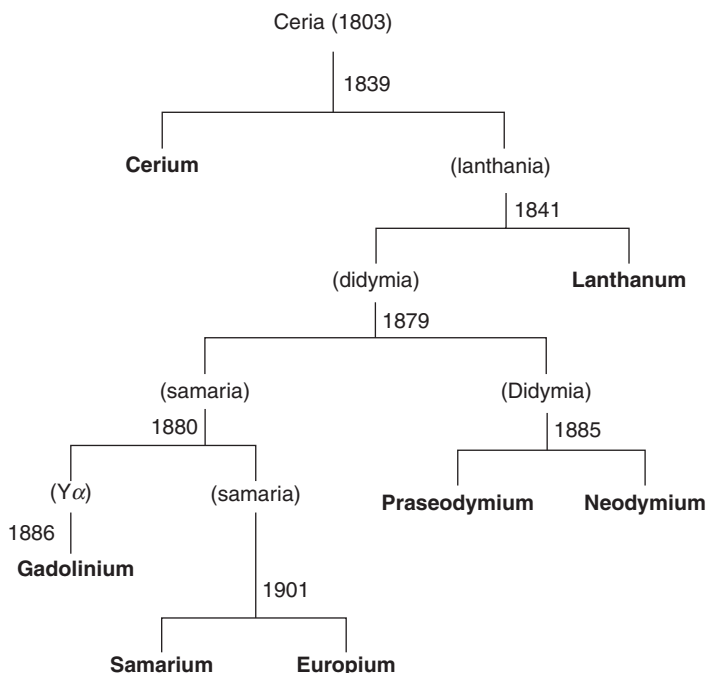 Ceria (1803)
1839
Cerium
(lanthania)
1841
(didymia)
Lanthanum
1879
(samaria)
(Didymia)
1880
1885
(Yα)
(samaria)
Praseodymium
Neodymium
1886
Gadolinium
1901
Samarium
Europium